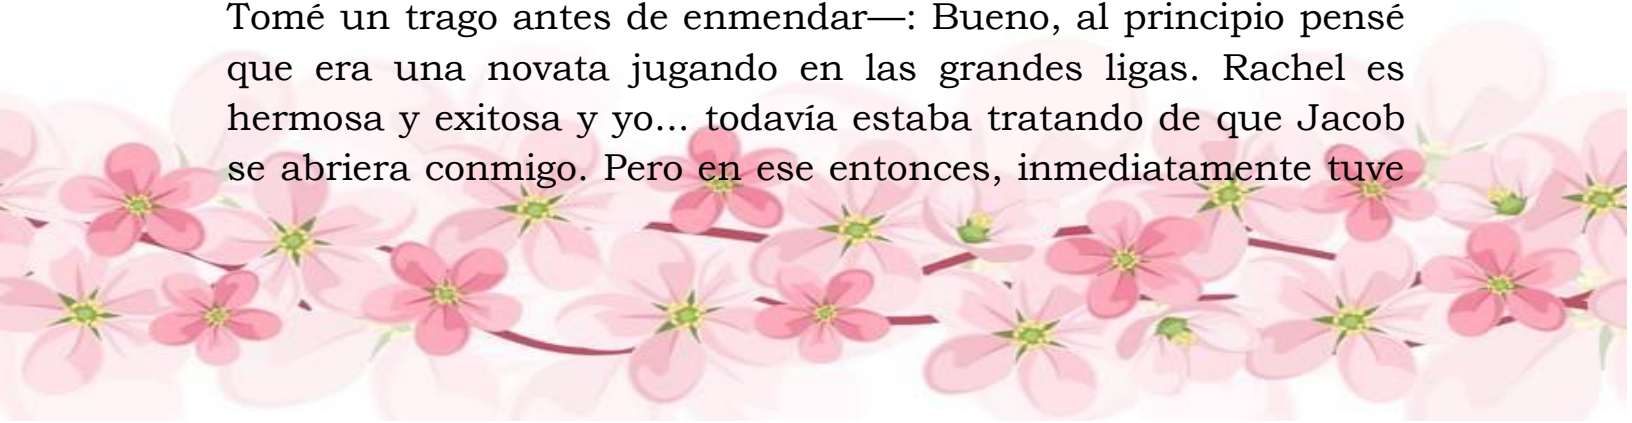 Tomé un trago antes de enmendar—: Bueno, al principio pensé
que era una novata jugando en las grandes ligas. Rachel es
hermosa y exitosa y yo... todavía estaba tratando de que Jacob
se abriera conmigo. Pero en ese entonces, inmediatamente tuve